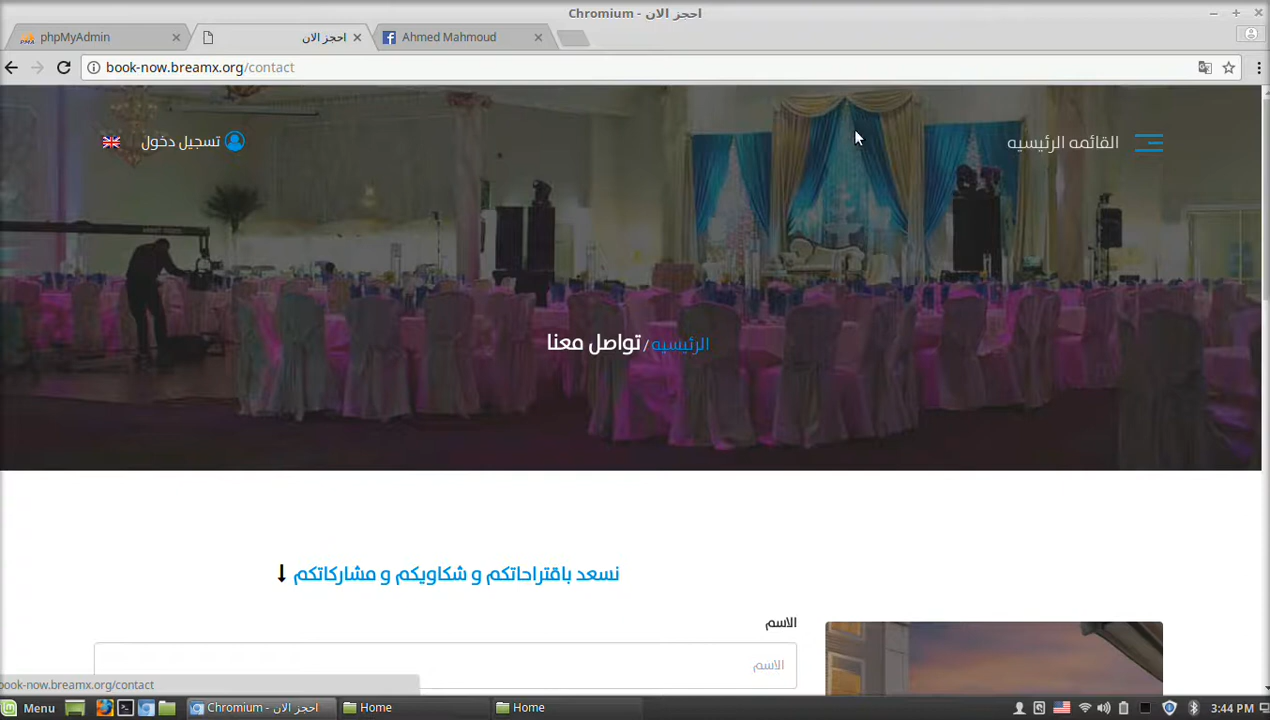 احجز الان - Chromium
phpMyAdmin
احجز الان
Ahmed Mahmoud
book-now.breamx.org/contact
القائمه الرئيسيه
تسجيل دخول
الرئيسيه / تواصل معنا
نسعد باقتراحاتكم و شكاويكم و مشاركاتكم
الاسم
الاسم
book-now.breamx.org/contact
Menu
احجز الان - Chromium
Home
Home
3:44 PM